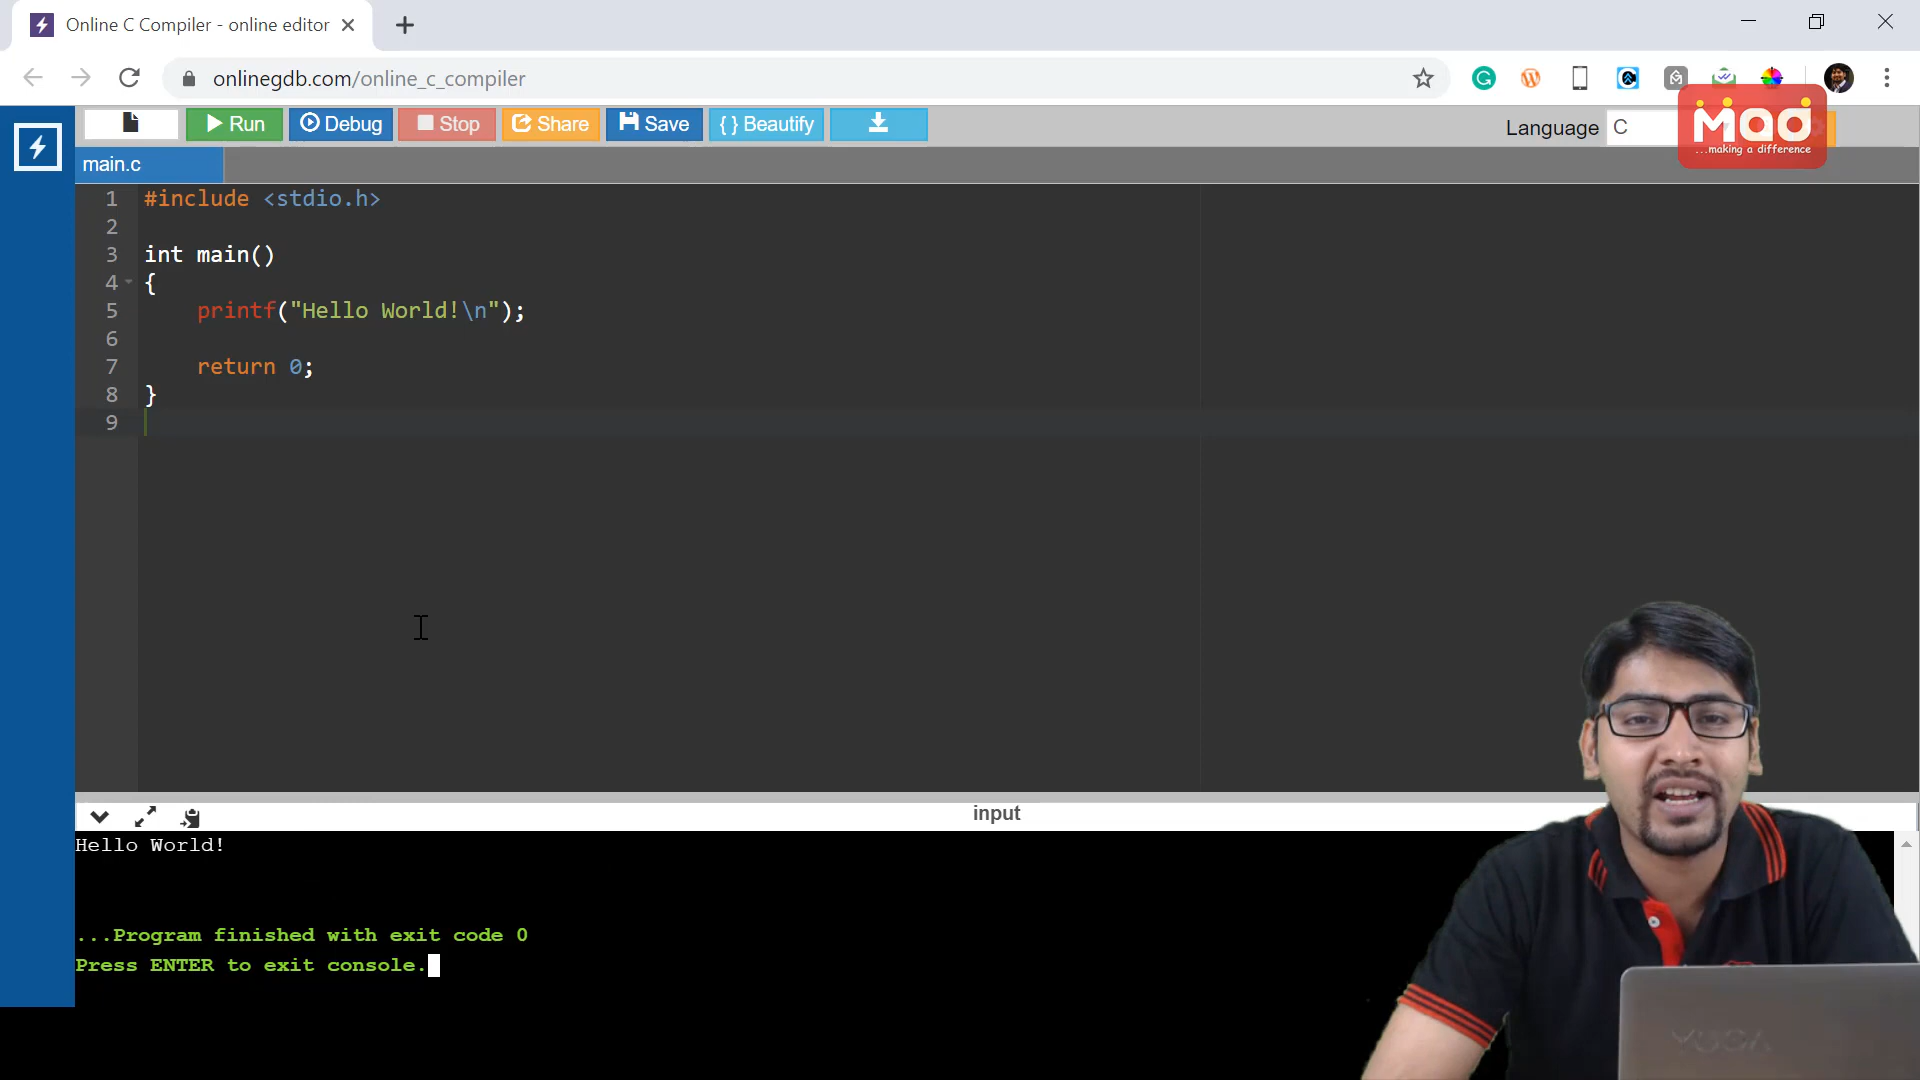 Online C Compiler - online editor
onlinegdb.com/online_c_compiler
Run Debug Stop Share Save { } Beautify
Language C
MAD
...making a difference
main.c
1 #include <stdio.h>
2
3 int main()
4 {
5 printf("Hello World!\n");
6
7 return 0;
8 }
9
input
Hello World!
...Program finished with exit code 0
Press ENTER to exit console.
YOGA